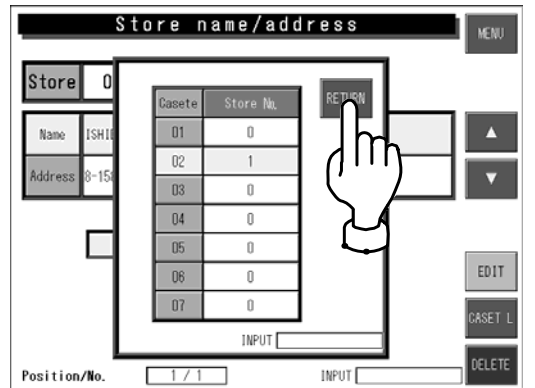 Store name/address
MENU
Store 0
Casete Store No.
RETURN
01 0
Name ISHI
02 1
Address 8-15
03 0
04 0
05 0
06 0
EDIT
07 0
CASET L
INPUT
DELETE
Position/No. 1 / 1 INPUT